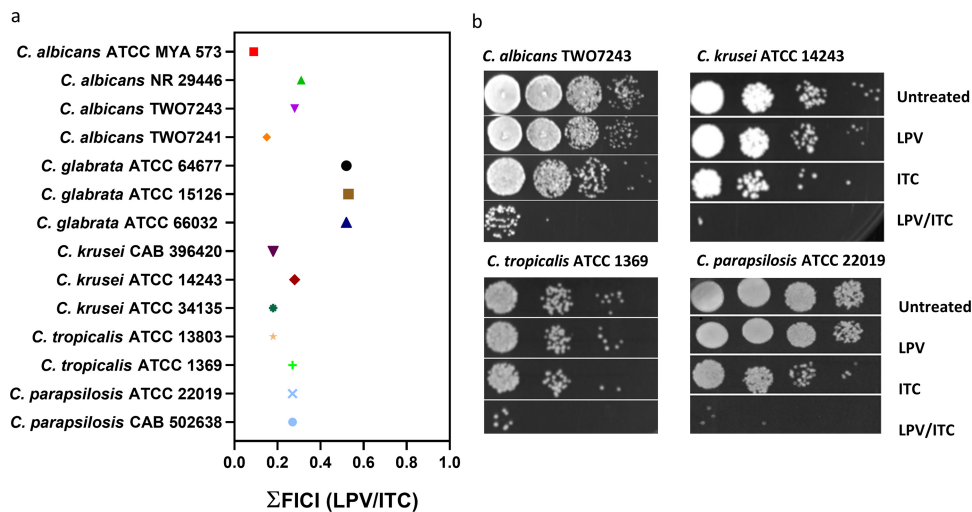 a
C. albicans ATCC MYA 573
C. albicans NR 29446
C. albicans TWO7243
C. albicans TWO7241
C. glabrata ATCC 64677
C. glabrata ATCC 15126
C. glabrata ATCC 66032
C. krusei CAB 396420
C. krusei ATCC 14243
C. krusei ATCC 34135
C. tropicalis ATCC 13803
C. tropicalis ATCC 1369
C. parapsilosis ATCC 22019
C. parapsilosis CAB 502638
0.0 0.2 0.4 0.6 0.8 1.0
ΣFICI (LPV/ITC)
b
C. albicans TWO7243
C. krusei ATCC 14243
Untreated
LPV
ITC
LPV/ITC
C. tropicalis ATCC 1369
C. parapsilosis ATCC 22019
Untreated
LPV
ITC
LPV/ITC